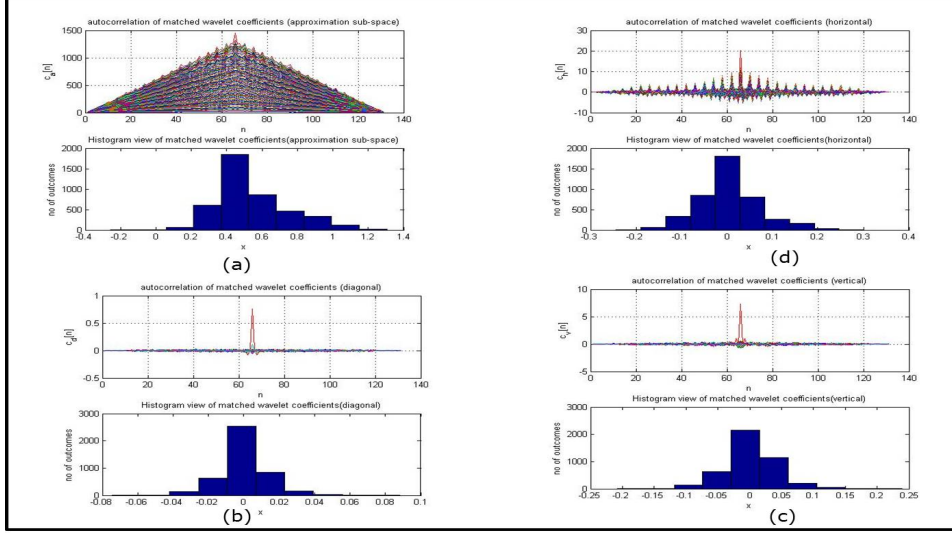 autocorrelation of matched wavelet coefficients (approximation sub-space)
1500
1000
500
0
c_a[n]
0 20 40 60 80 100 120 140
n
Histogram view of matched wavelet coefficients(approximation sub-space)
2000
1500
1000
500
0
no of outcomes
-0.4 -0.2 0 0.2 0.4 0.6 0.8 1 1.2 1.4
x
(a)
autocorrelation of matched wavelet coefficients (horizontal)
30
20
10
0
-10
c_h[n]
0 20 40 60 80 100 120 140
n
Histogram view of matched wavelet coefficients(horizontal)
2000
1500
1000
500
0
no of outcomes
-0.3 -0.2 -0.1 0 0.1 0.2 0.3 0.4
x
(d)
autocorrelation of matched wavelet coefficients (diagonal)
1
0.5
0
-0.5
c_d[n]
0 20 40 60 80 100 120 140
n
Histogram view of matched wavelet coefficients(diagonal)
3000
2000
1000
0
no of outcomes
-0.08 -0.06 -0.04 -0.02 0 0.02 0.04 0.06 0.08 0.1
x
(b)
autocorrelation of matched wavelet coefficients (vertical)
10
5
0
-5
c_v[n]
0 20 40 60 80 100 120 140
n
Histogram view of matched wavelet coefficients(vertical)
3000
2000
1000
0
no of outcomes
-0.25 -0.2 -0.15 -0.1 -0.05 0 0.05 0.1 0.15 0.2 0.25
x
(c)